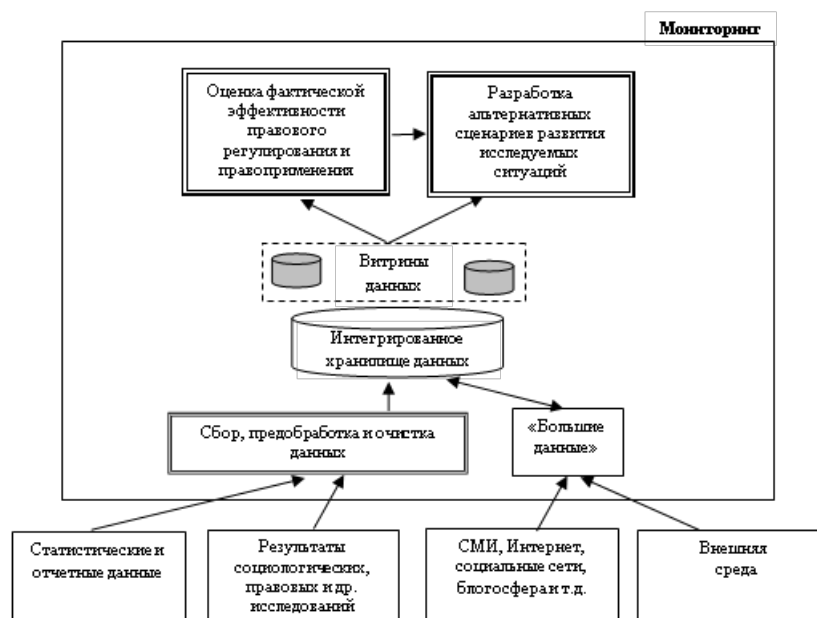 Мониторинг
Оценка фактической
эффективности
правового
регулирования и
правоприменения
Разработка
альтернативных
сценариев развития
исследуемых
ситуаций
Витрины
данных
Интегрированное
хранилище данных
Сбор, предобработка и очистка
данных
«Большие
данные»
Статистические и
отчетные данные
Результаты
социологических,
правовых и др.
исследований
СМИ, Интернет,
социальные сети,
блогосфера и т.д.
Внешняя
среда